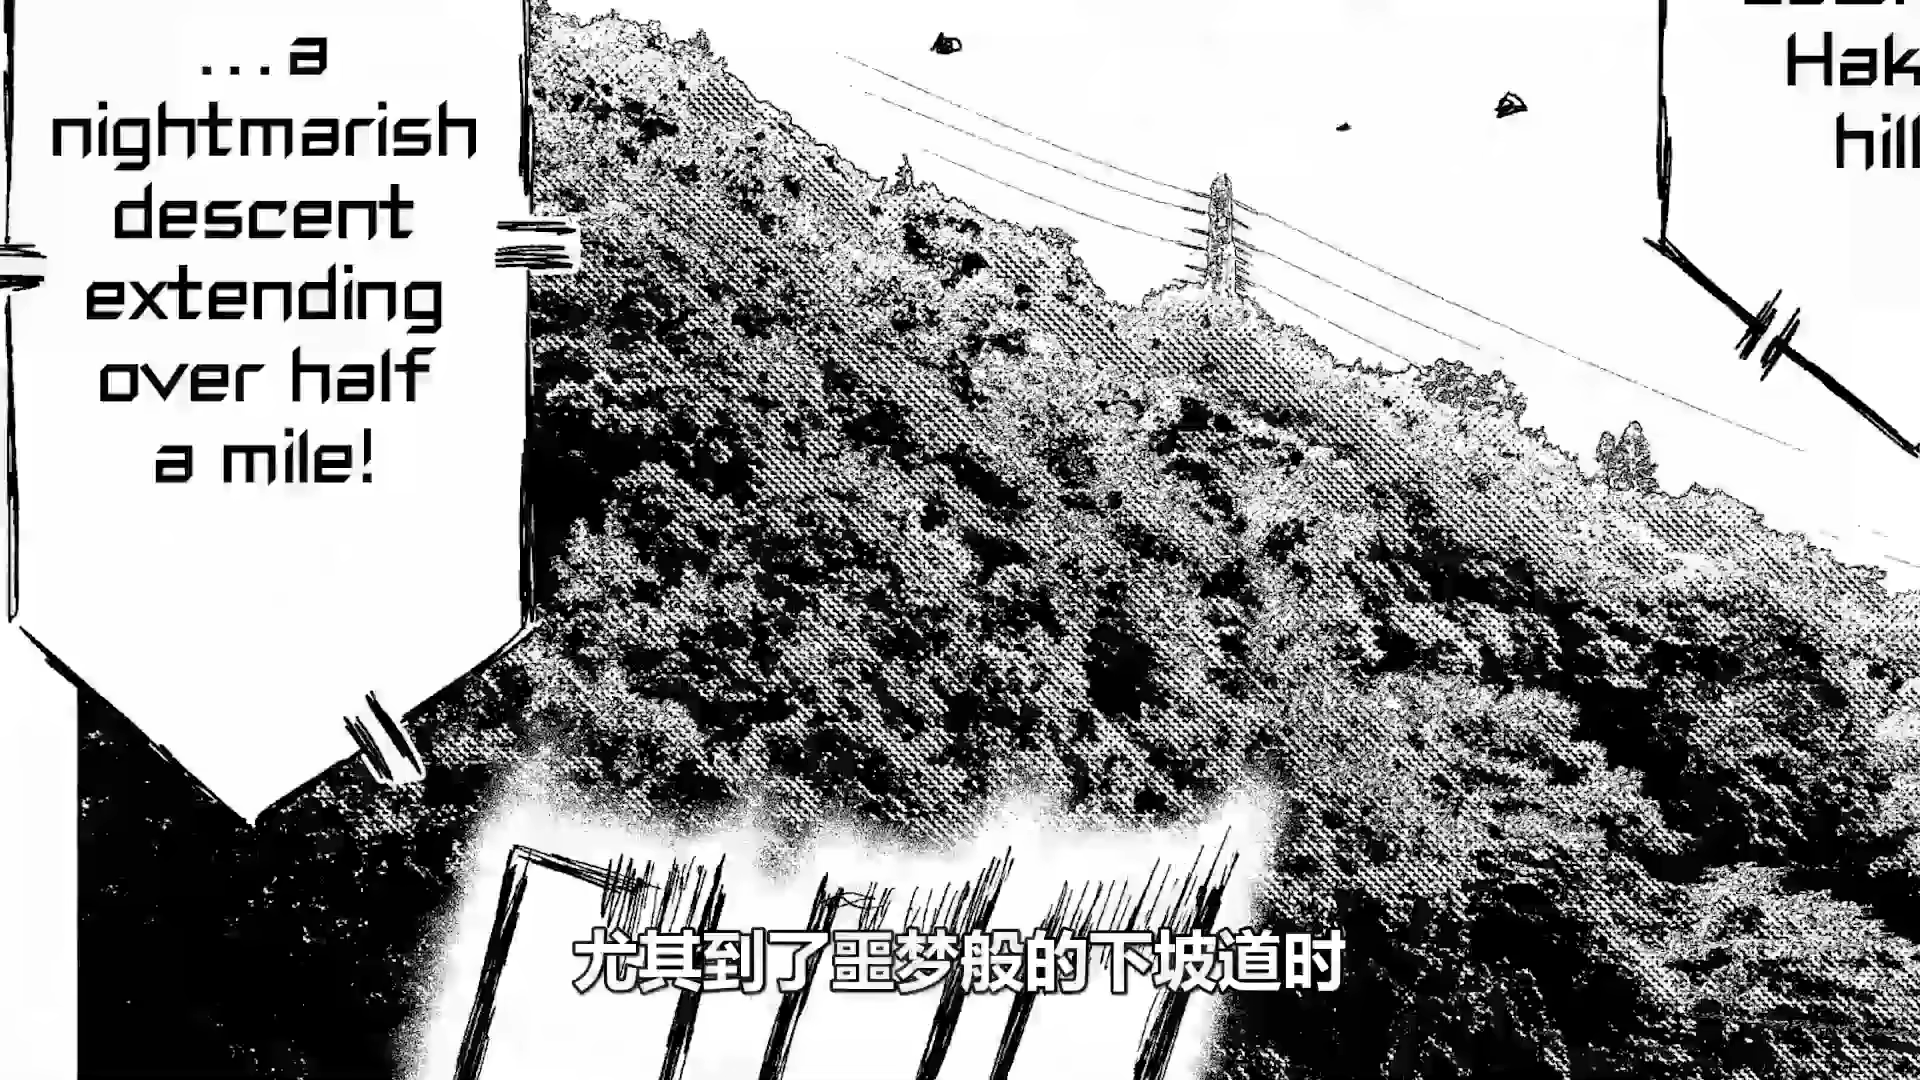 ...a
nightmarish
descent
extending
over half
a mile!
hill
尤其到了噩梦般的下坡道时